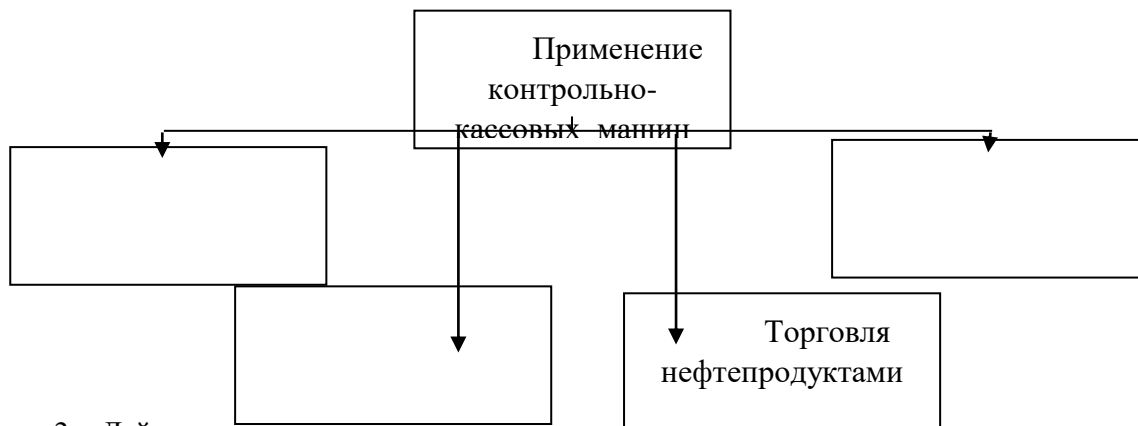 Применение
контрольно-
кассовых машин
Торговля
нефтепродуктами